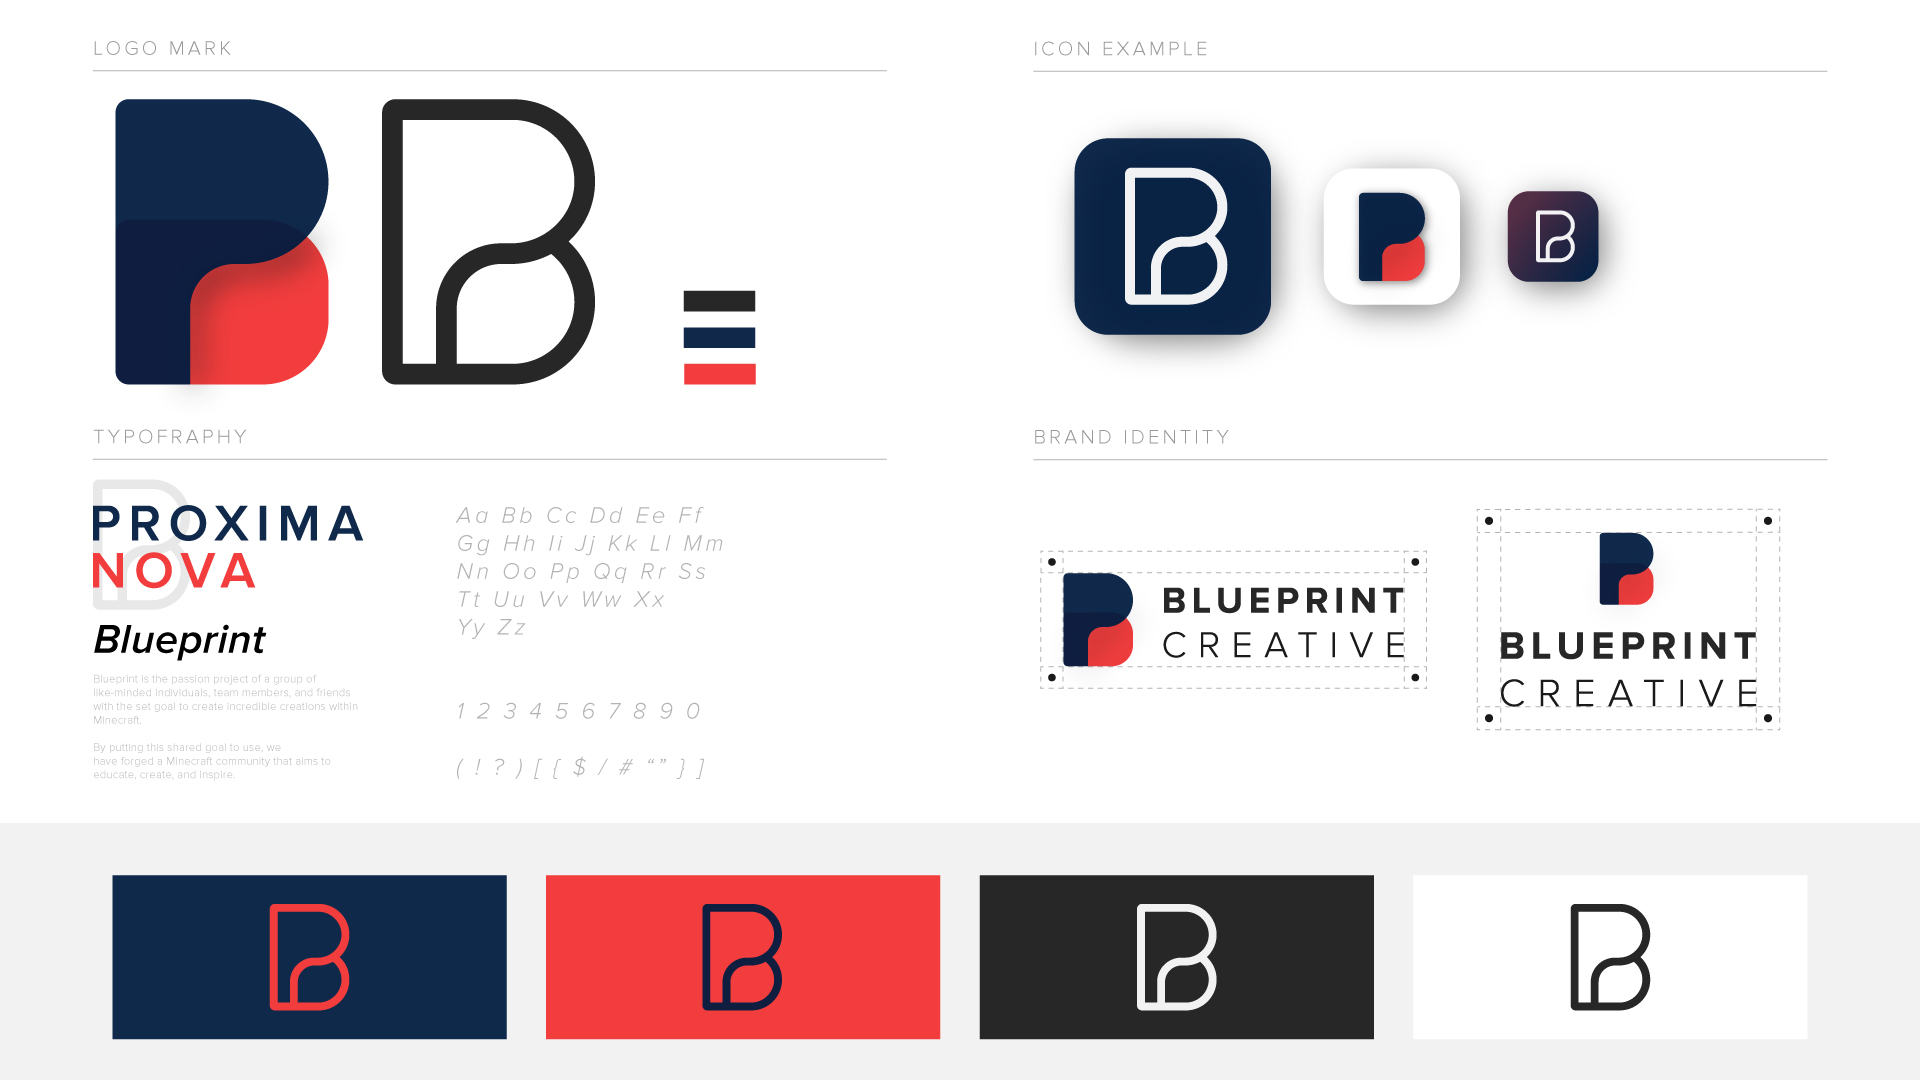 LOGO MARK
ICON EXAMPLE
TYPOFRAPHY
PROXIMA
NOVA
Blueprint
Blueprint is the passion project of a group of
like-minded individuals, team members, and friends
with the set goal to create incredible creations within
Minecraft.
By putting this shared goal to use, we
have forged a Minecraft community that aims to
educate, create, and inspire.
Aa Bb Cc Dd Ee Ff
Gg Hh Ii Jj Kk Ll Mm
Nn Oo Pp Qq Rr Ss
Tt Uu Vv Ww Xx
Yy Zz
1 2 3 4 5 6 7 8 9 0
( ! ? ) [ { $ / # “ ” } ]
BRAND IDENTITY
BLUEPRINT
CREATIVE
BLUEPRINT
CREATIVE